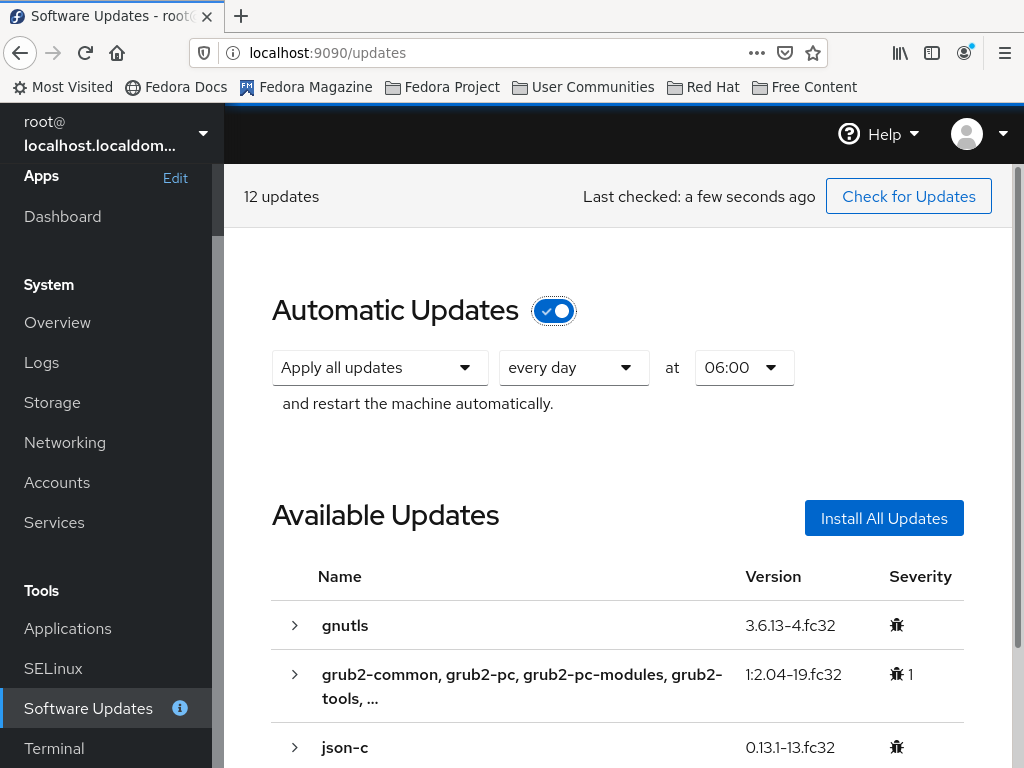 Software Updates - root
localhost:9090/updates
Most Visited
Fedora Docs
Fedora Magazine
Fedora Project
User Communities
Red Hat
Free Content
root@
localhost.localdom...
Help
Apps
Edit
Dashboard
System
Overview
Logs
Storage
Networking
Accounts
Services
Tools
Applications
SELinux
Software Updates
Terminal
12 updates
Last checked: a few seconds ago
Check for Updates
Automatic Updates
Apply all updates
every day
at
06:00
and restart the machine automatically.
Available Updates
Install All Updates
Name Version Severity
gnutls 3.6.13-4.fc32
grub2-common, grub2-pc, grub2-pc-modules, grub2- 1:2.04-19.fc32 1
tools, ...
json-c 0.13.1-13.fc32